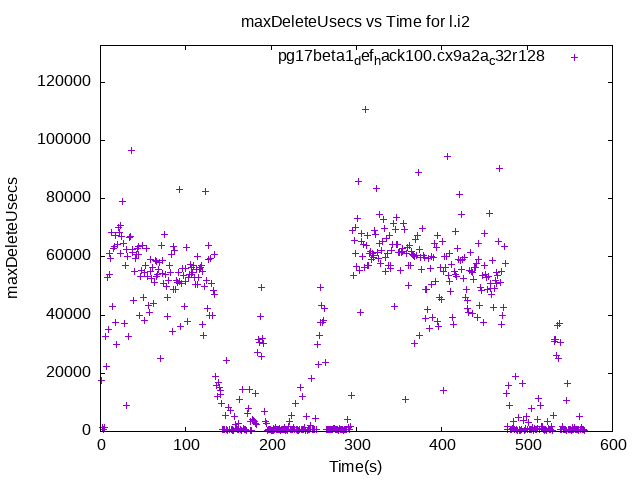 maxDeleteUsecs vs Time for l.i2
pg17beta1_def_hack100.cx9a2a_c32r128
120000
100000
80000
60000
40000
20000
0
maxDeleteUsecs
0 100 200 300 400 500 600
Time(s)